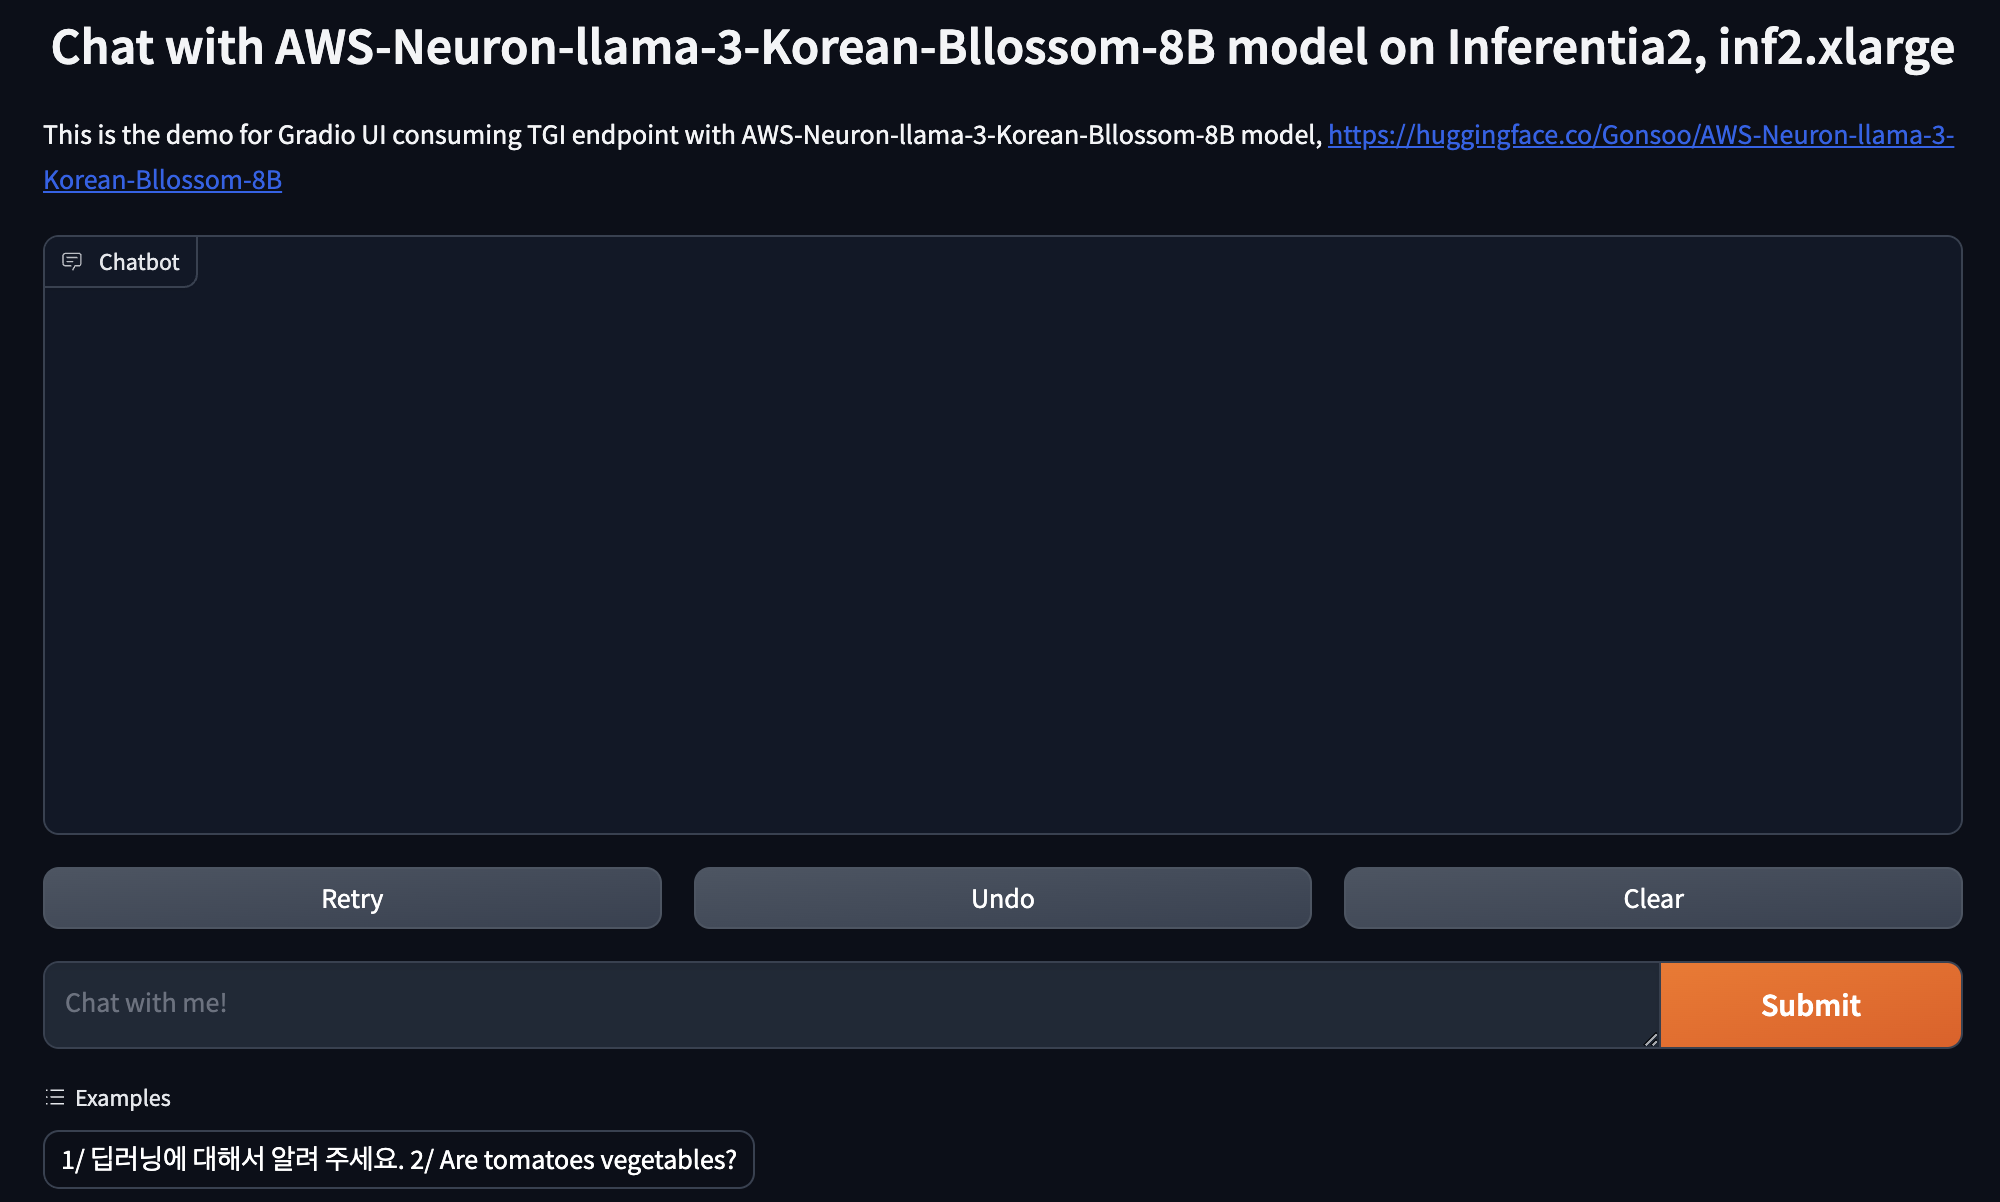 Chat with AWS-Neuron-llama-3-Korean-Bllossom-8B model on Inferentia2, inf2.xlarge
This is the demo for Gradio UI consuming TGI endpoint with AWS-Neuron-llama-3-Korean-Bllossom-8B model, https://huggingface.co/Gonsoo/AWS-Neuron-llama-3-
Korean-Bllossom-8B
Chatbot
Retry
Undo
Clear
Chat with me!
Submit
Examples
1/ 딥러닝에 대해서 알려 주세요. 2/ Are tomatoes vegetables?